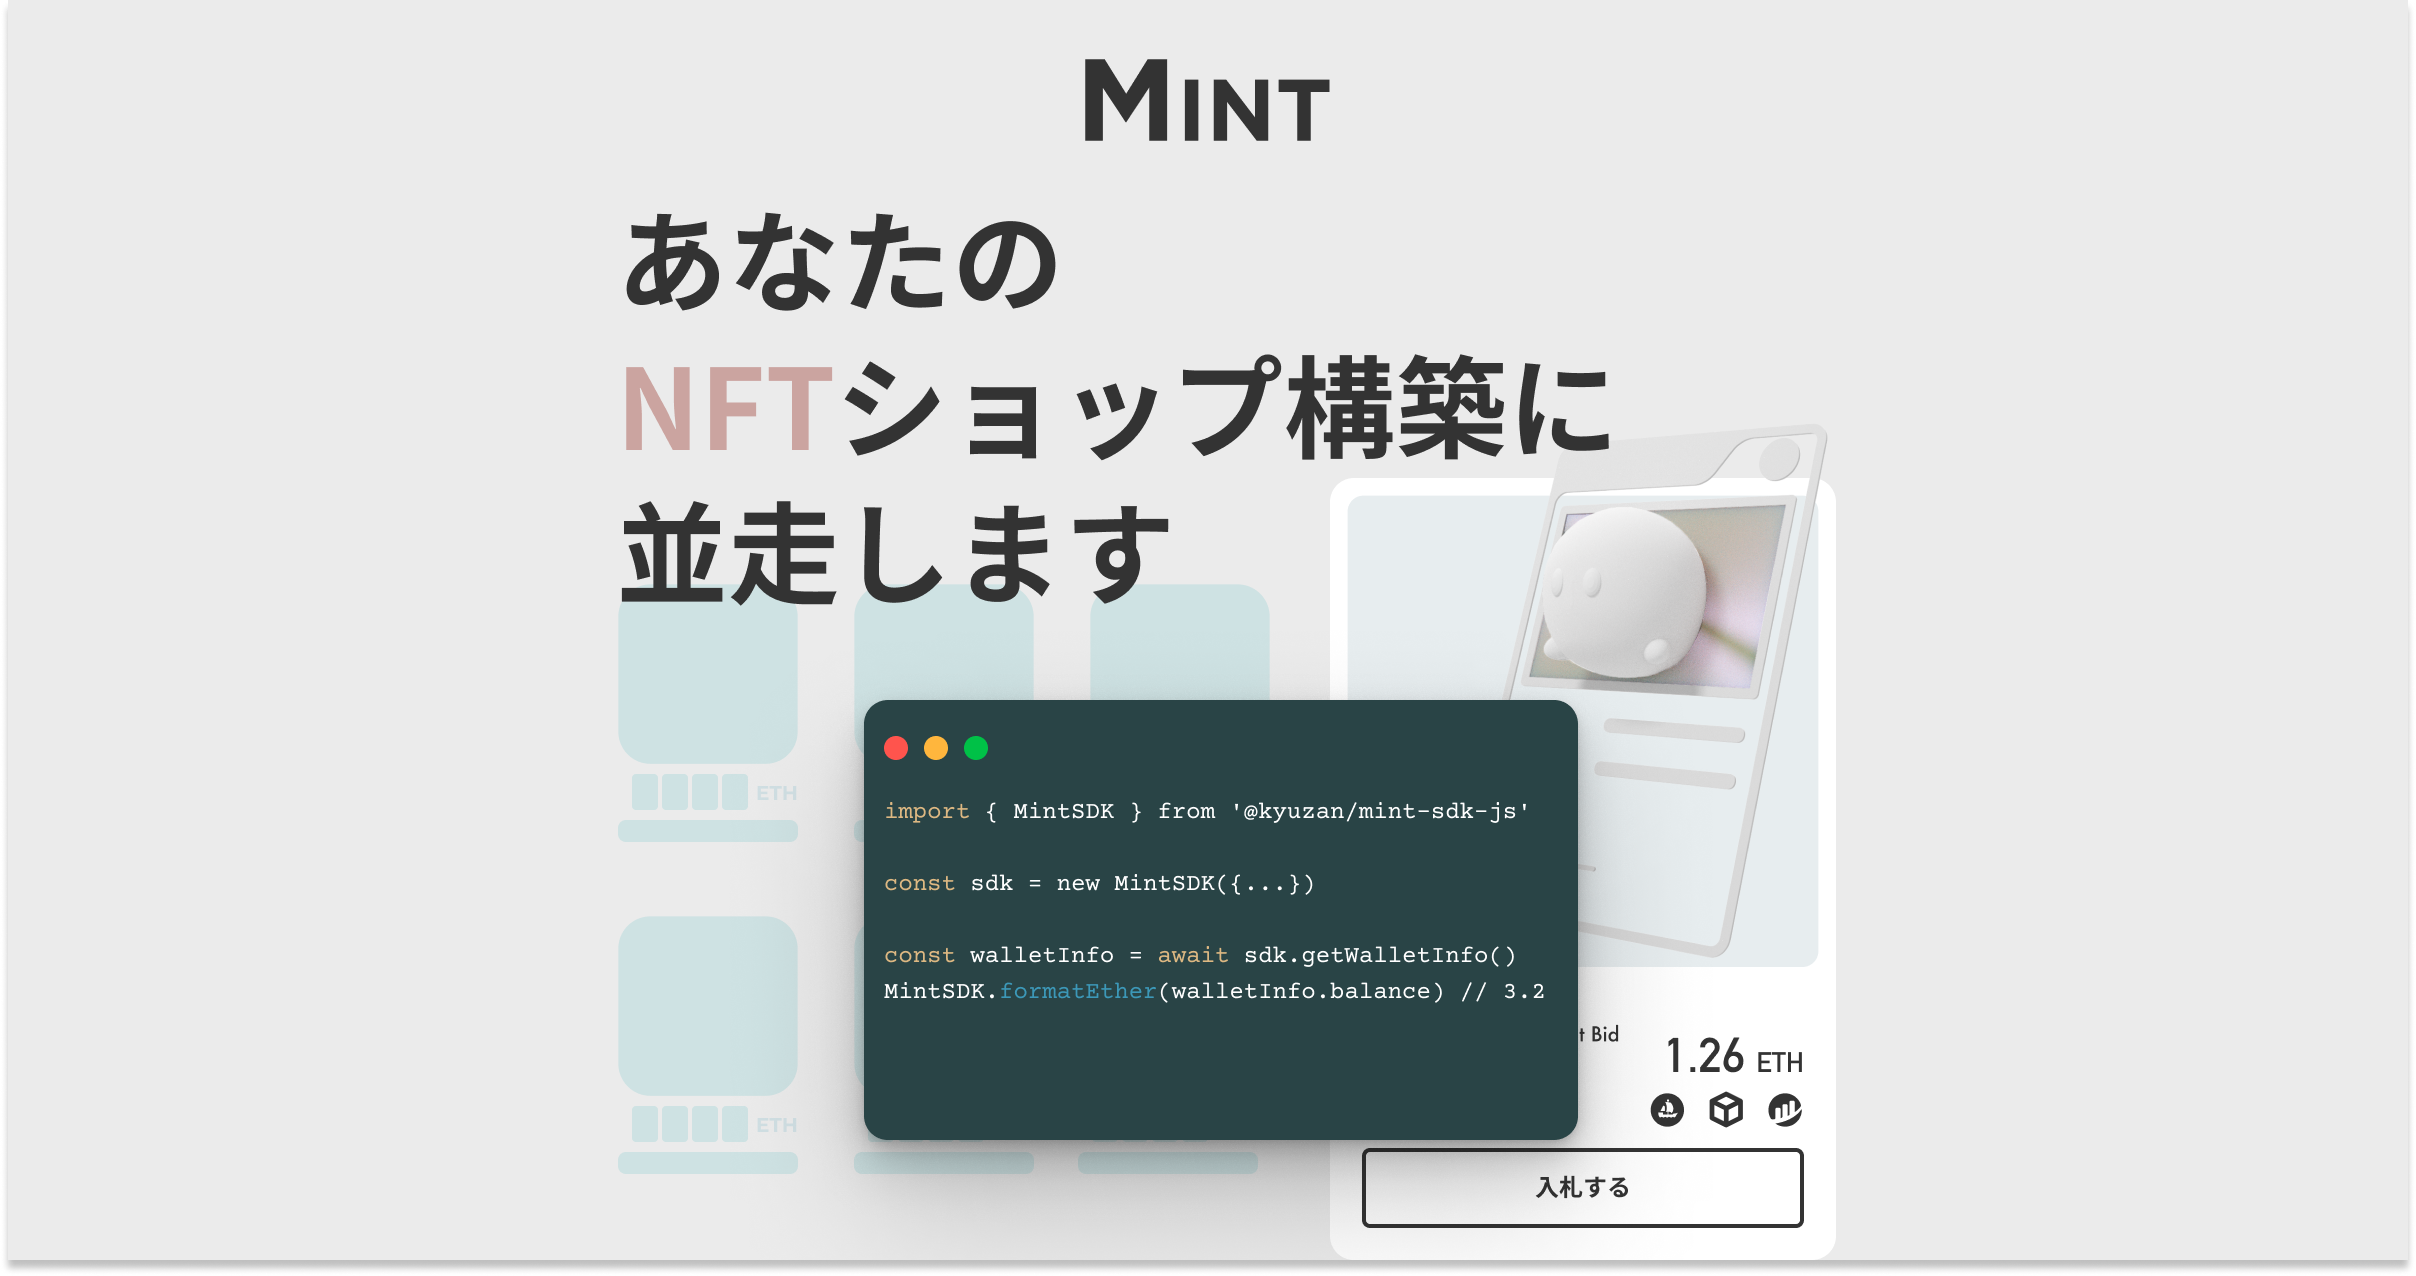 MINT
あなたの
NFTショップ構築に
並走します
ETH
ETH
import { MintSDK } from '@kyuzan/mint-sdk-js'
const sdk = new MintSDK({...})
const walletInfo = await sdk.getWalletInfo()
MintSDK.formatEther(walletInfo.balance) // 3.2
t Bid
1.26 ETH
入札する